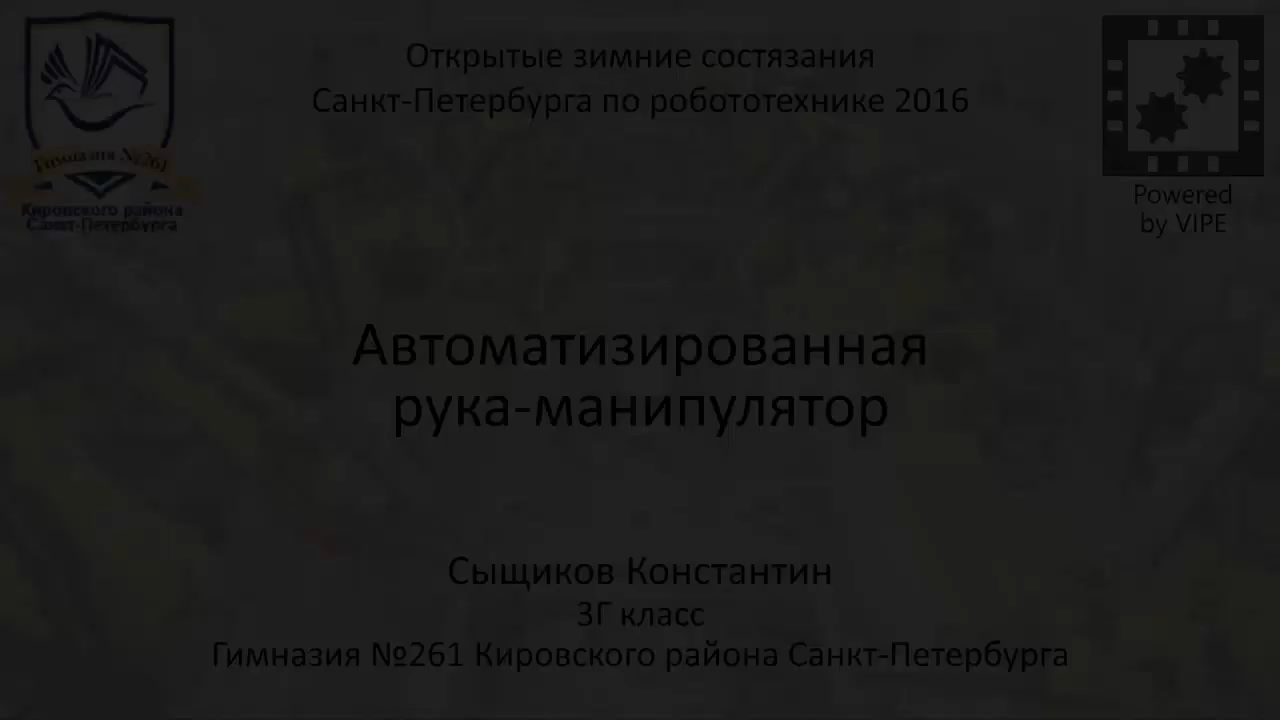 Открытые зимние состязания
Санкт-Петербурга по робототехнике 2016
Гимназия №261
Кировского района
Санкт-Петербурга
Powered
by VIPE
Автоматизированная
рука-манипулятор
Сыщиков Константин
3Г класс
Гимназия №261 Кировского района Санкт-Петербурга